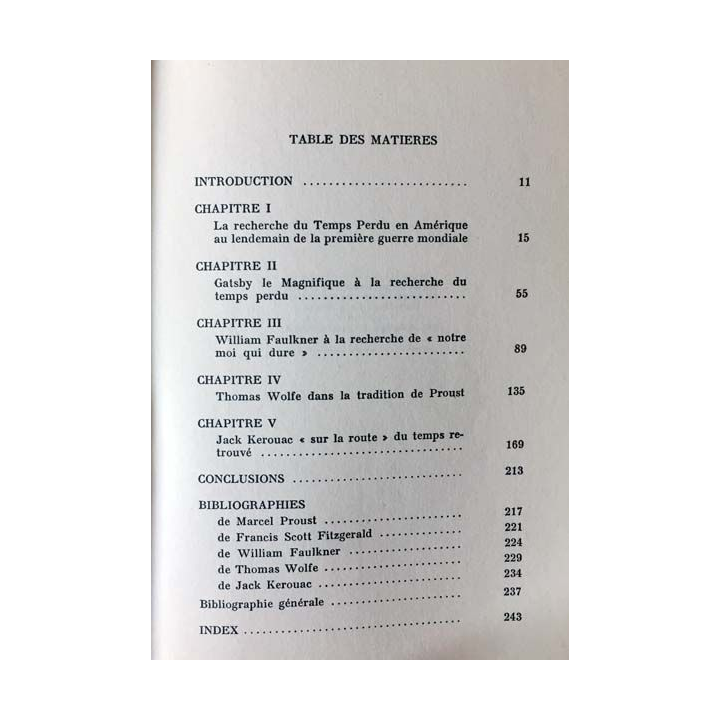 TABLE DES MATIERES
INTRODUCTION .......................... 11
CHAPITRE I
La recherche du Temps Perdu en Amérique
au lendemain de la première guerre mondiale 15
CHAPITRE II
Gatsby le Magnifique à la recherche du
temps perdu .......................... 55
CHAPITRE III
William Faulkner à la recherche de « notre
moi qui dure » ....................... 89
CHAPITRE IV
Thomas Wolfe dans la tradition de Proust 135
CHAPITRE V
Jack Kerouac « sur la route » du temps re-
trouvé ................................ 169
CONCLUSIONS ........................... 213
BIBLIOGRAPHIES
de Marcel Proust ...................... 217
de Francis Scott Fitzgerald ............. 221
de William Faulkner ................... 224
de Thomas Wolfe ...................... 229
de Jack Kerouac ....................... 234
Bibliographie générale .................... 237
INDEX .................................. 243